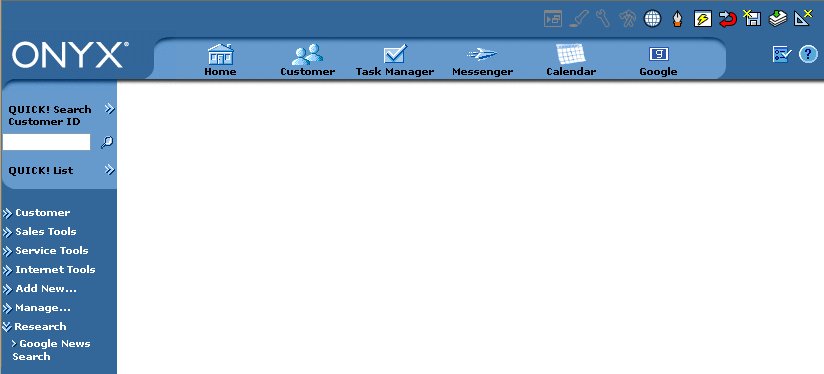 ONYX®
Home
Customer
Task Manager
Messenger
Calendar
Google
QUICK! Search
Customer ID
QUICK! List
Customer
Sales Tools
Service Tools
Internet Tools
Add New...
Manage...
Research
> Google News
Search